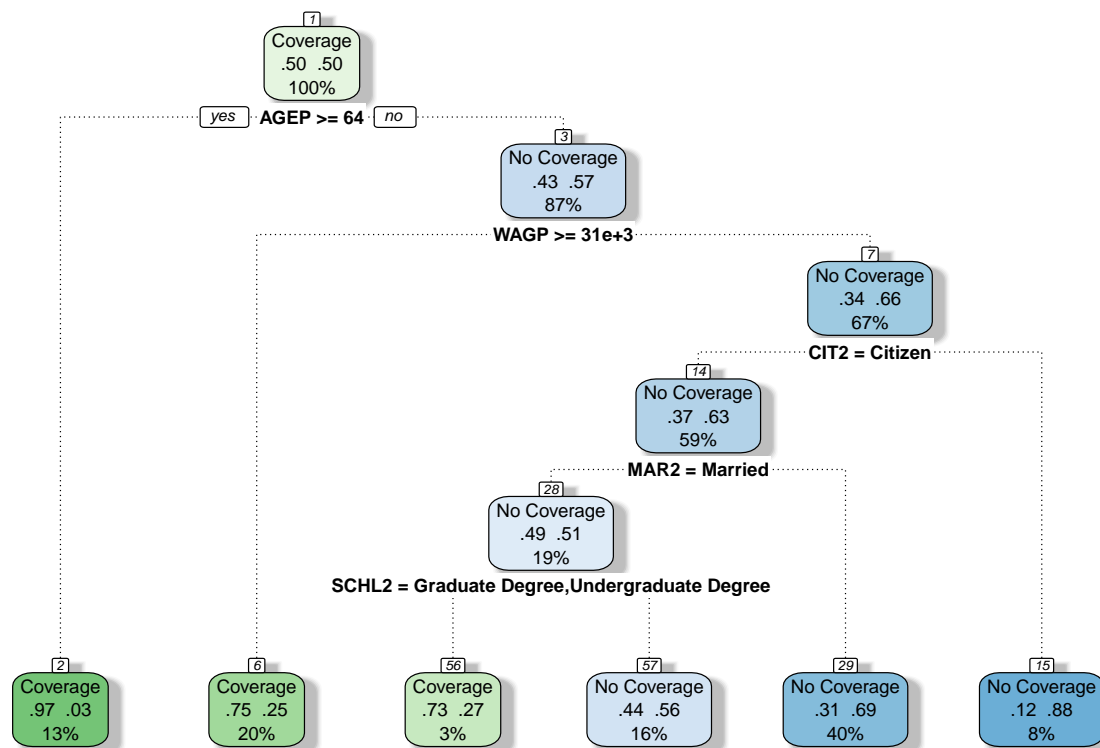 1
Coverage
.50 .50
100%
yes AGEP >= 64 no
3
No Coverage
.43 .57
87%
WAGP >= 31e+3
7
No Coverage
.34 .66
67%
CIT2 = Citizen
14
No Coverage
.37 .63
59%
MAR2 = Married
28
No Coverage
.49 .51
19%
SCHL2 = Graduate Degree,Undergraduate Degree
2
Coverage
.97 .03
13%
6
Coverage
.75 .25
20%
56
Coverage
.73 .27
3%
57
No Coverage
.44 .56
16%
29
No Coverage
.31 .69
40%
15
No Coverage
.12 .88
8%